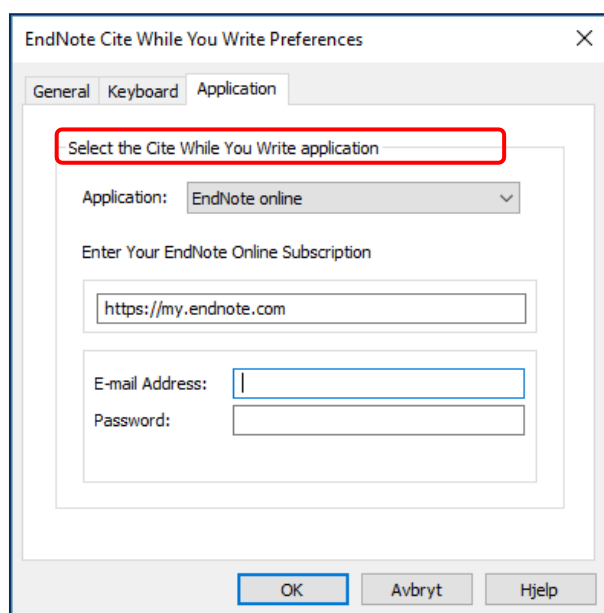 EndNote Cite While You Write Preferences
General Keyboard Application
Select the Cite While You Write application
Application: EndNote online
Enter Your EndNote Online Subscription
https://my.endnote.com
E-mail Address:
Password:
OK Avbryt Hjelp